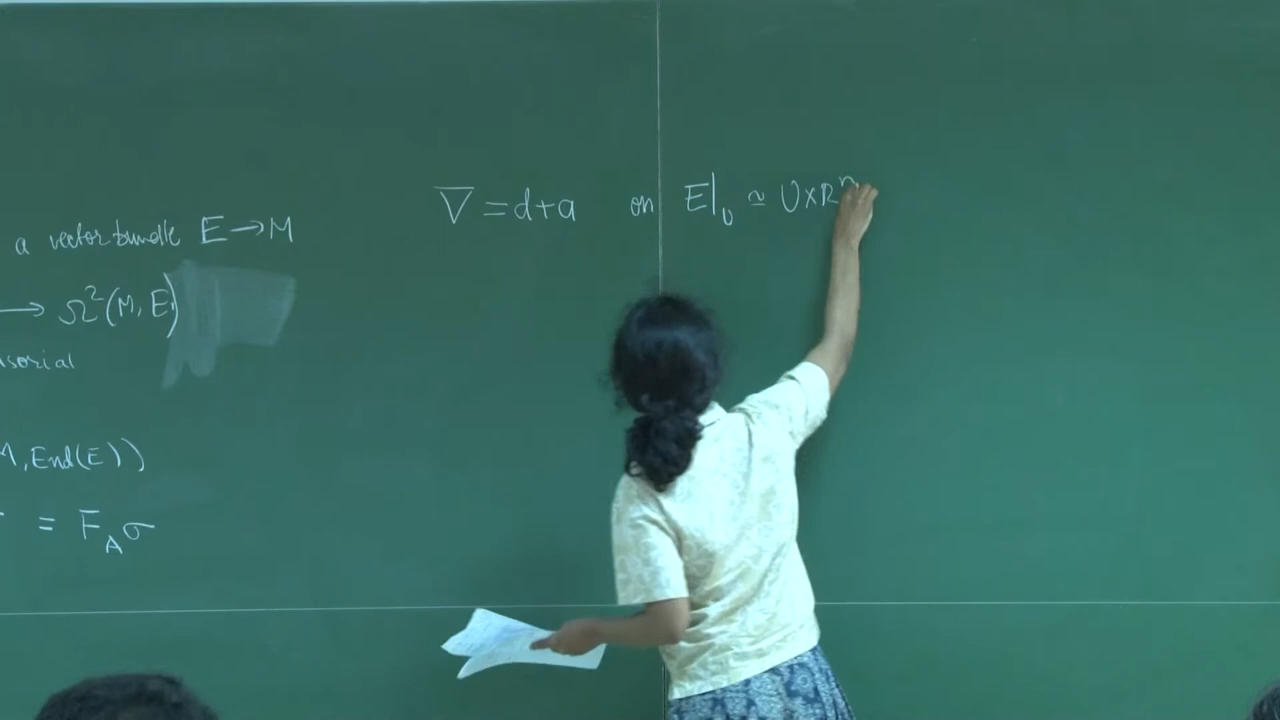 a vector bundle E → M
→ Ω²(M, E)
sorial
M, End(E))
= F_A σ
∇ = d + a on E|_U ≃ U × R^n